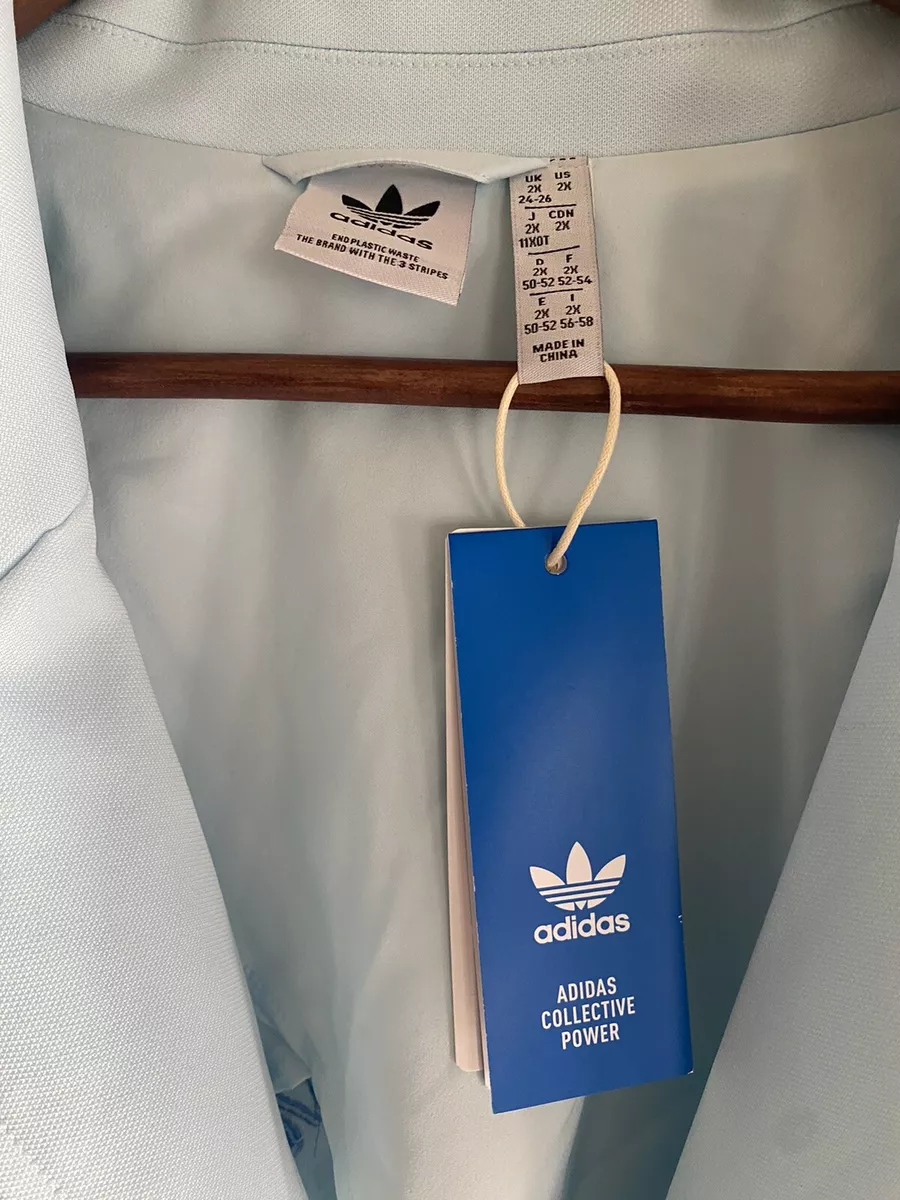 adidas
END PLASTIC WASTE
THE BRAND WITH THE 3 STRIPES
UK US
2X 2X
24-26
J CDN
2X 2X
11XOT
D F
2X 2X
50-52 52-54
E I
2X 2X
50-52 56-58
MADE IN
CHINA
adidas
ADIDAS
COLLECTIVE
POWER